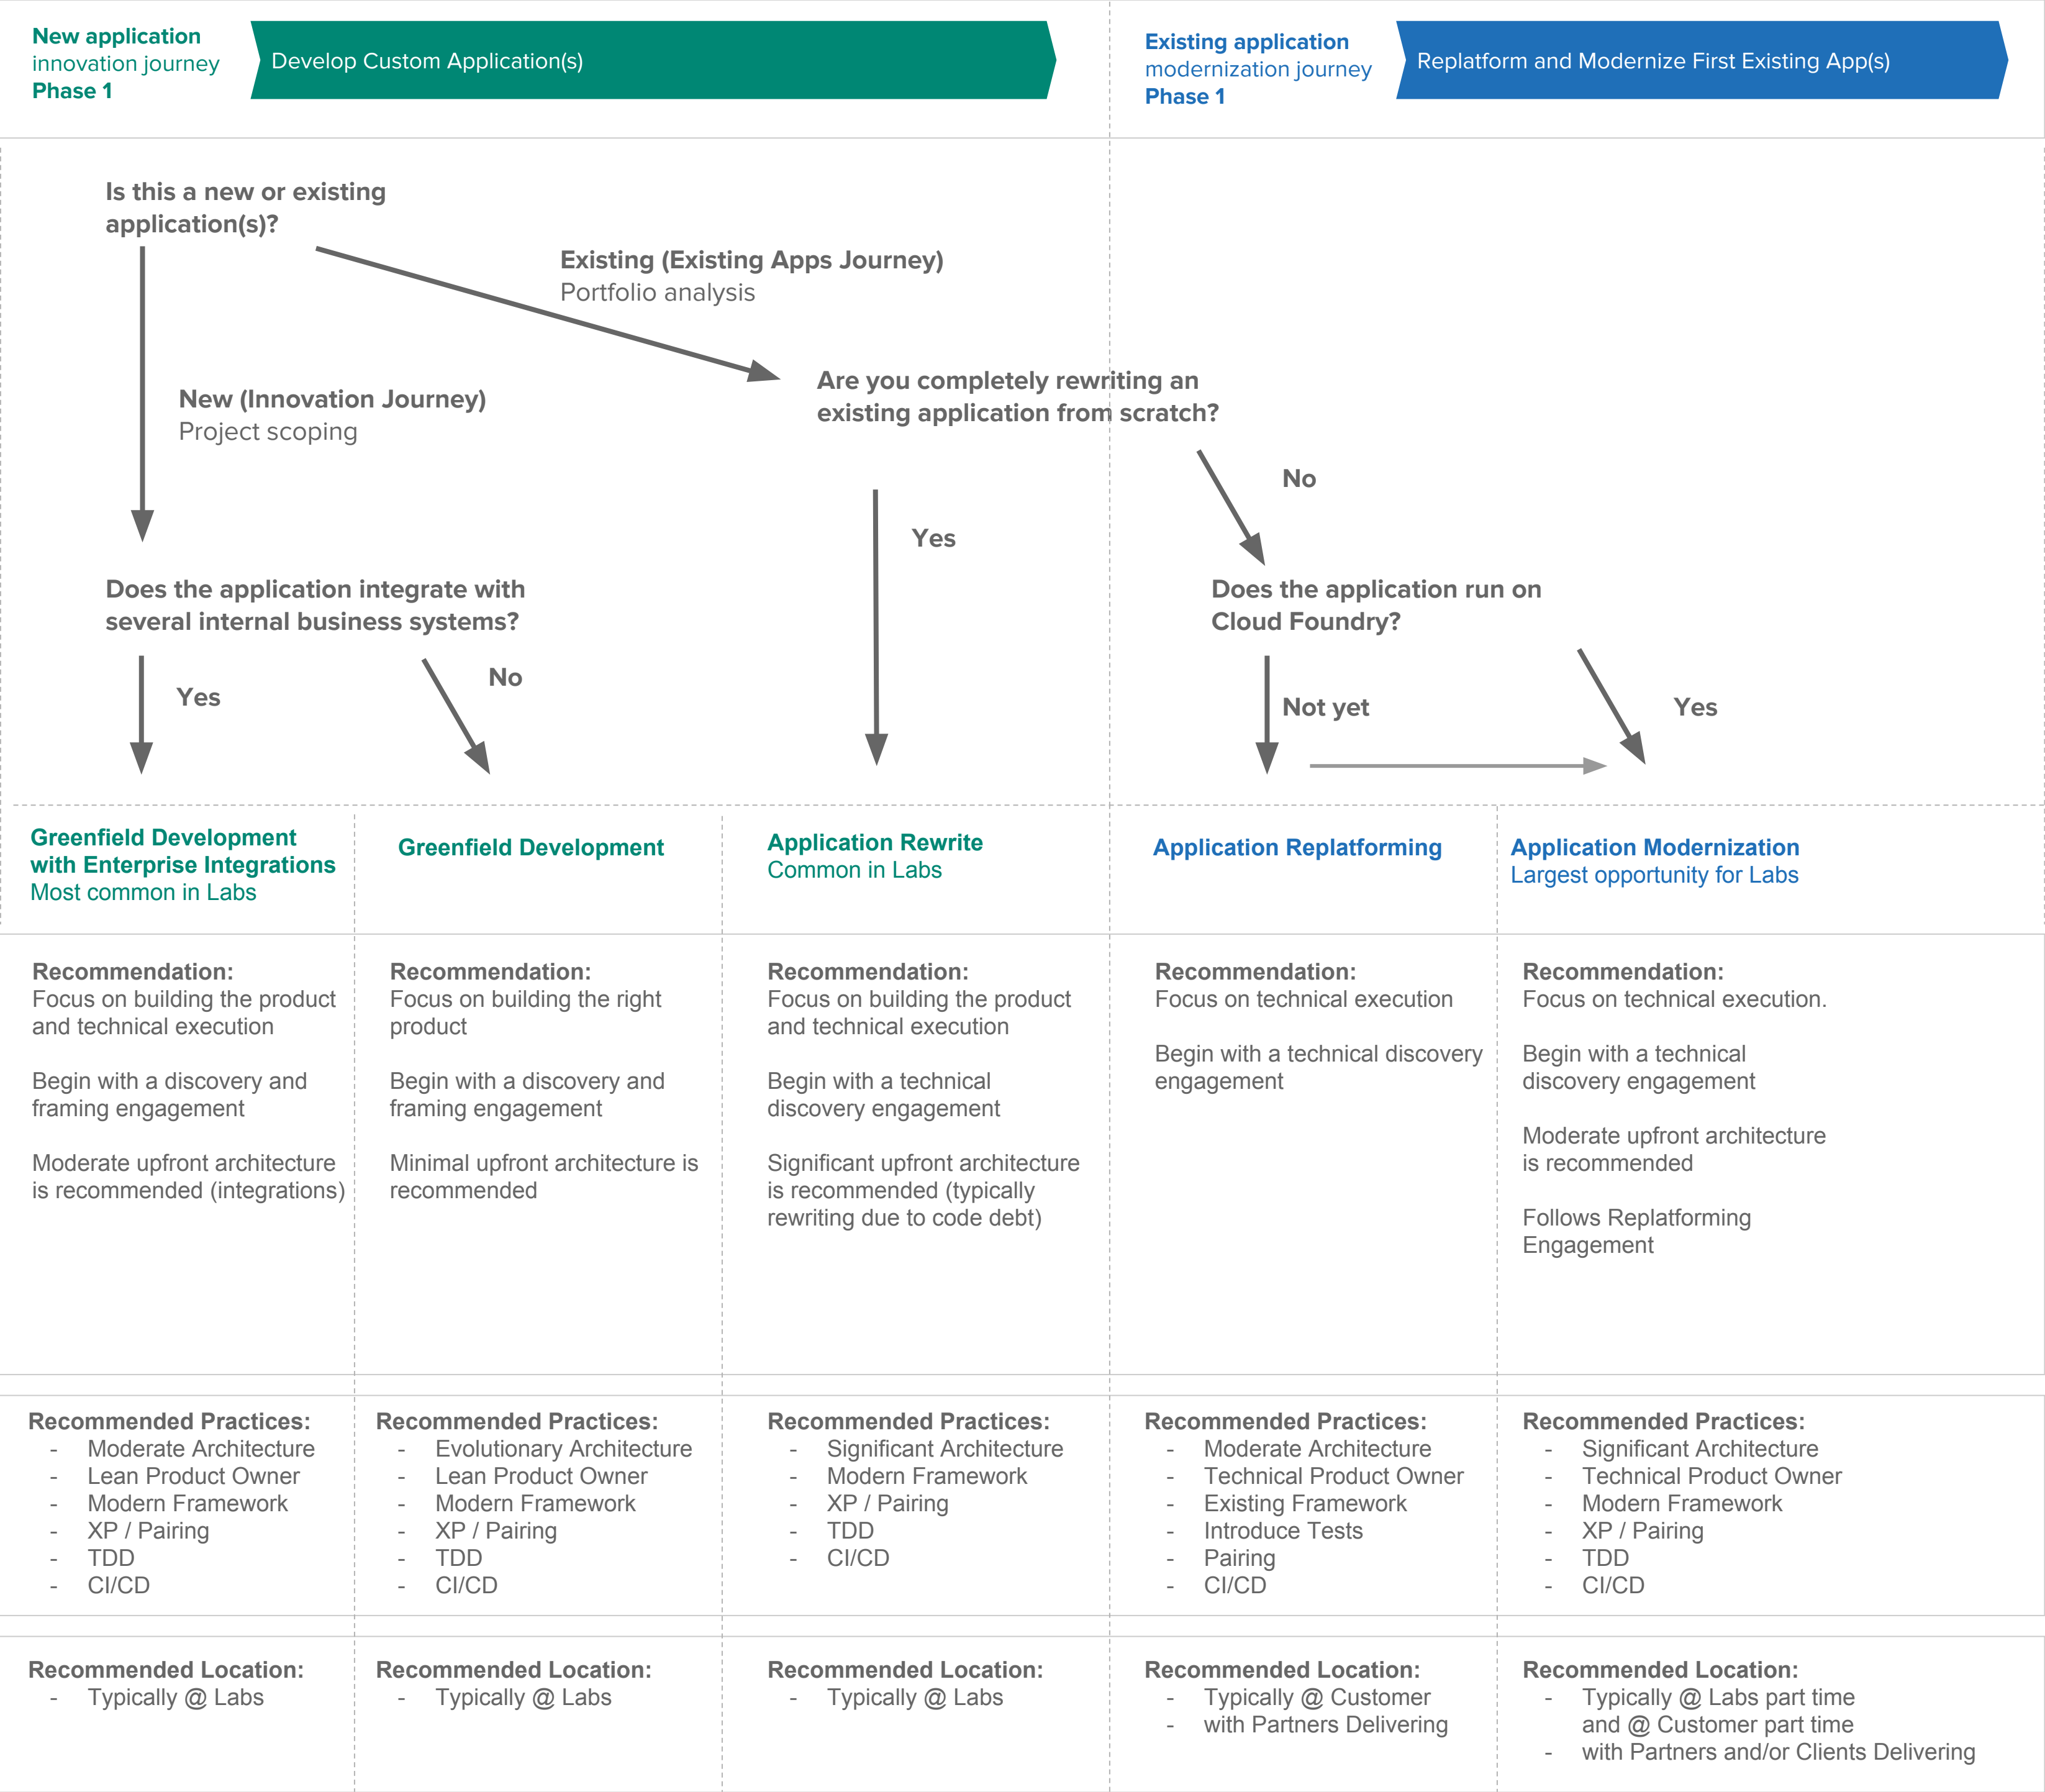 New application
innovation journey
Phase 1
Develop Custom Application(s)
Existing application
modernization journey
Phase 1
Replatform and Modernize First Existing App(s)
Is this a new or existing
application(s)?
Existing (Existing Apps Journey)
Portfolio analysis
New (Innovation Journey)
Project scoping
Are you completely rewriting an
existing application from scratch?
No
Yes
Does the application integrate with
several internal business systems?
Yes
No
Does the application run on
Cloud Foundry?
Not yet
Yes
Greenfield Development
with Enterprise Integrations
Most common in Labs
Greenfield Development
Application Rewrite
Common in Labs
Application Replatforming
Application Modernization
Largest opportunity for Labs
Recommendation:
Focus on building the product
and technical execution
Begin with a discovery and
framing engagement
Moderate upfront architecture
is recommended (integrations)
Recommendation:
Focus on building the right
product
Begin with a discovery and
framing engagement
Minimal upfront architecture is
recommended
Recommendation:
Focus on building the product
and technical execution
Begin with a technical
discovery engagement
Significant upfront architecture
is recommended (typically
rewriting due to code debt)
Recommendation:
Focus on technical execution
Begin with a technical discovery
engagement
Recommendation:
Focus on technical execution.
Begin with a technical
discovery engagement
Moderate upfront architecture
is recommended
Follows Replatforming
Engagement
Recommended Practices:
- Moderate Architecture
- Lean Product Owner
- Modern Framework
- XP / Pairing
- TDD
- CI/CD
Recommended Practices:
- Evolutionary Architecture
- Lean Product Owner
- Modern Framework
- XP / Pairing
- TDD
- CI/CD
Recommended Practices:
- Significant Architecture
- Modern Framework
- XP / Pairing
- TDD
- CI/CD
Recommended Practices:
- Moderate Architecture
- Technical Product Owner
- Existing Framework
- Introduce Tests
- Pairing
- CI/CD
Recommended Practices:
- Significant Architecture
- Technical Product Owner
- Modern Framework
- XP / Pairing
- TDD
- CI/CD
Recommended Location:
- Typically @ Labs
Recommended Location:
- Typically @ Labs
Recommended Location:
- Typically @ Labs
Recommended Location:
- Typically @ Customer
- with Partners Delivering
Recommended Location:
- Typically @ Labs part time
and @ Customer part time
- with Partners and/or Clients Delivering